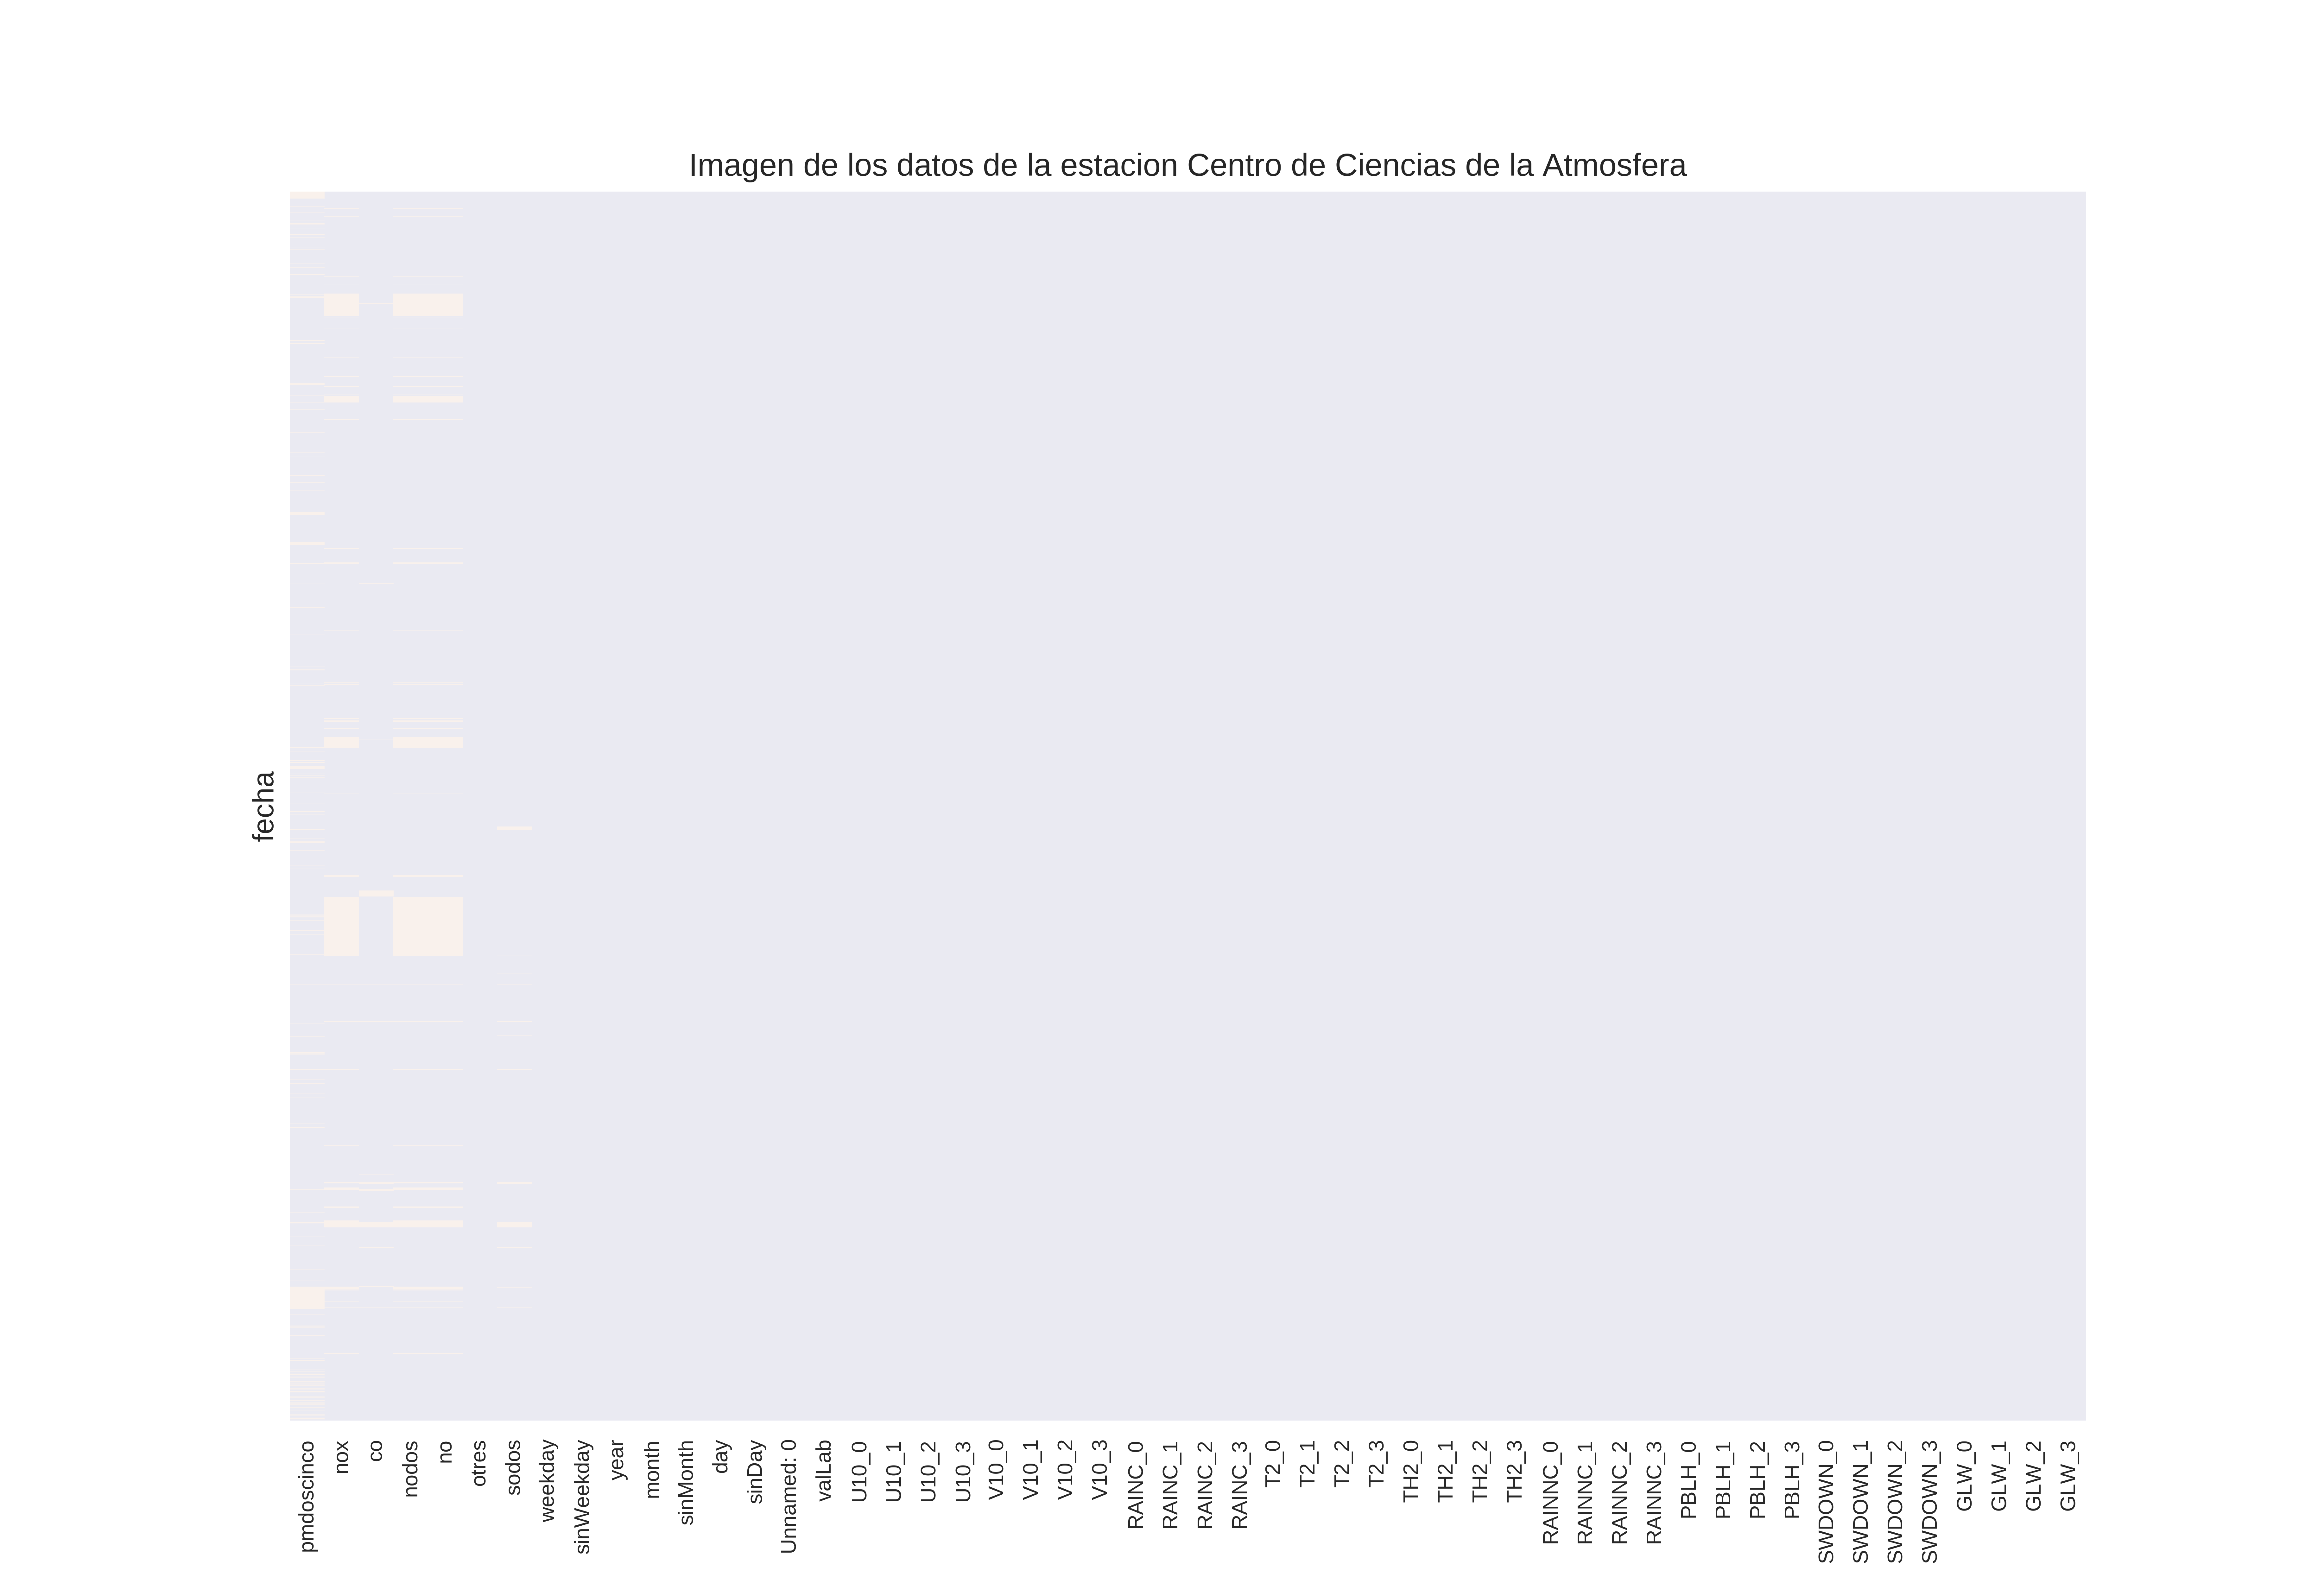 Imagen de los datos de la estacion Centro de Ciencias de la Atmosfera
fecha
pmdoscinco
nox
co
nodos
no
otres
sodos
weekday
sinWeekday
year
month
sinMonth
day
sinDay
Unnamed: 0
valLab
U10_0
U10_1
U10_2
U10_3
V10_0
V10_1
V10_2
V10_3
RAINC_0
RAINC_1
RAINC_2
RAINC_3
T2_0
T2_1
T2_2
T2_3
TH2_0
TH2_1
TH2_2
TH2_3
RAINNC_0
RAINNC_1
RAINNC_2
RAINNC_3
PBLH_0
PBLH_1
PBLH_2
PBLH_3
SWDOWN_0
SWDOWN_1
SWDOWN_2
SWDOWN_3
GLW_0
GLW_1
GLW_2
GLW_3